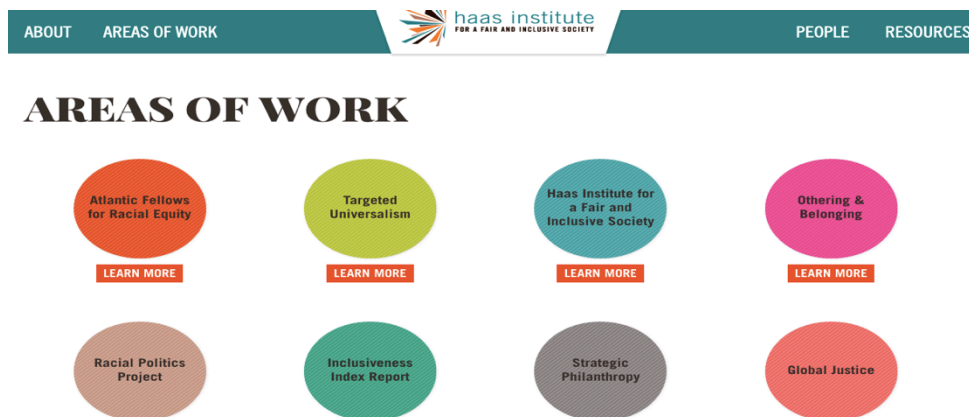 ABOUT AREAS OF WORK haas institute PEOPLE RESOURCES
FOR A FAIR AND INCLUSIVE SOCIETY
AREAS OF WORK
Atlantic Fellows
for Racial Equity
LEARN MORE
Targeted
Universalism
LEARN MORE
Haas Institute for
a Fair and
Inclusive Society
LEARN MORE
Othering &
Belonging
LEARN MORE
Racial Politics
Project
Inclusiveness
Index Report
Strategic
Philanthropy
Global Justice